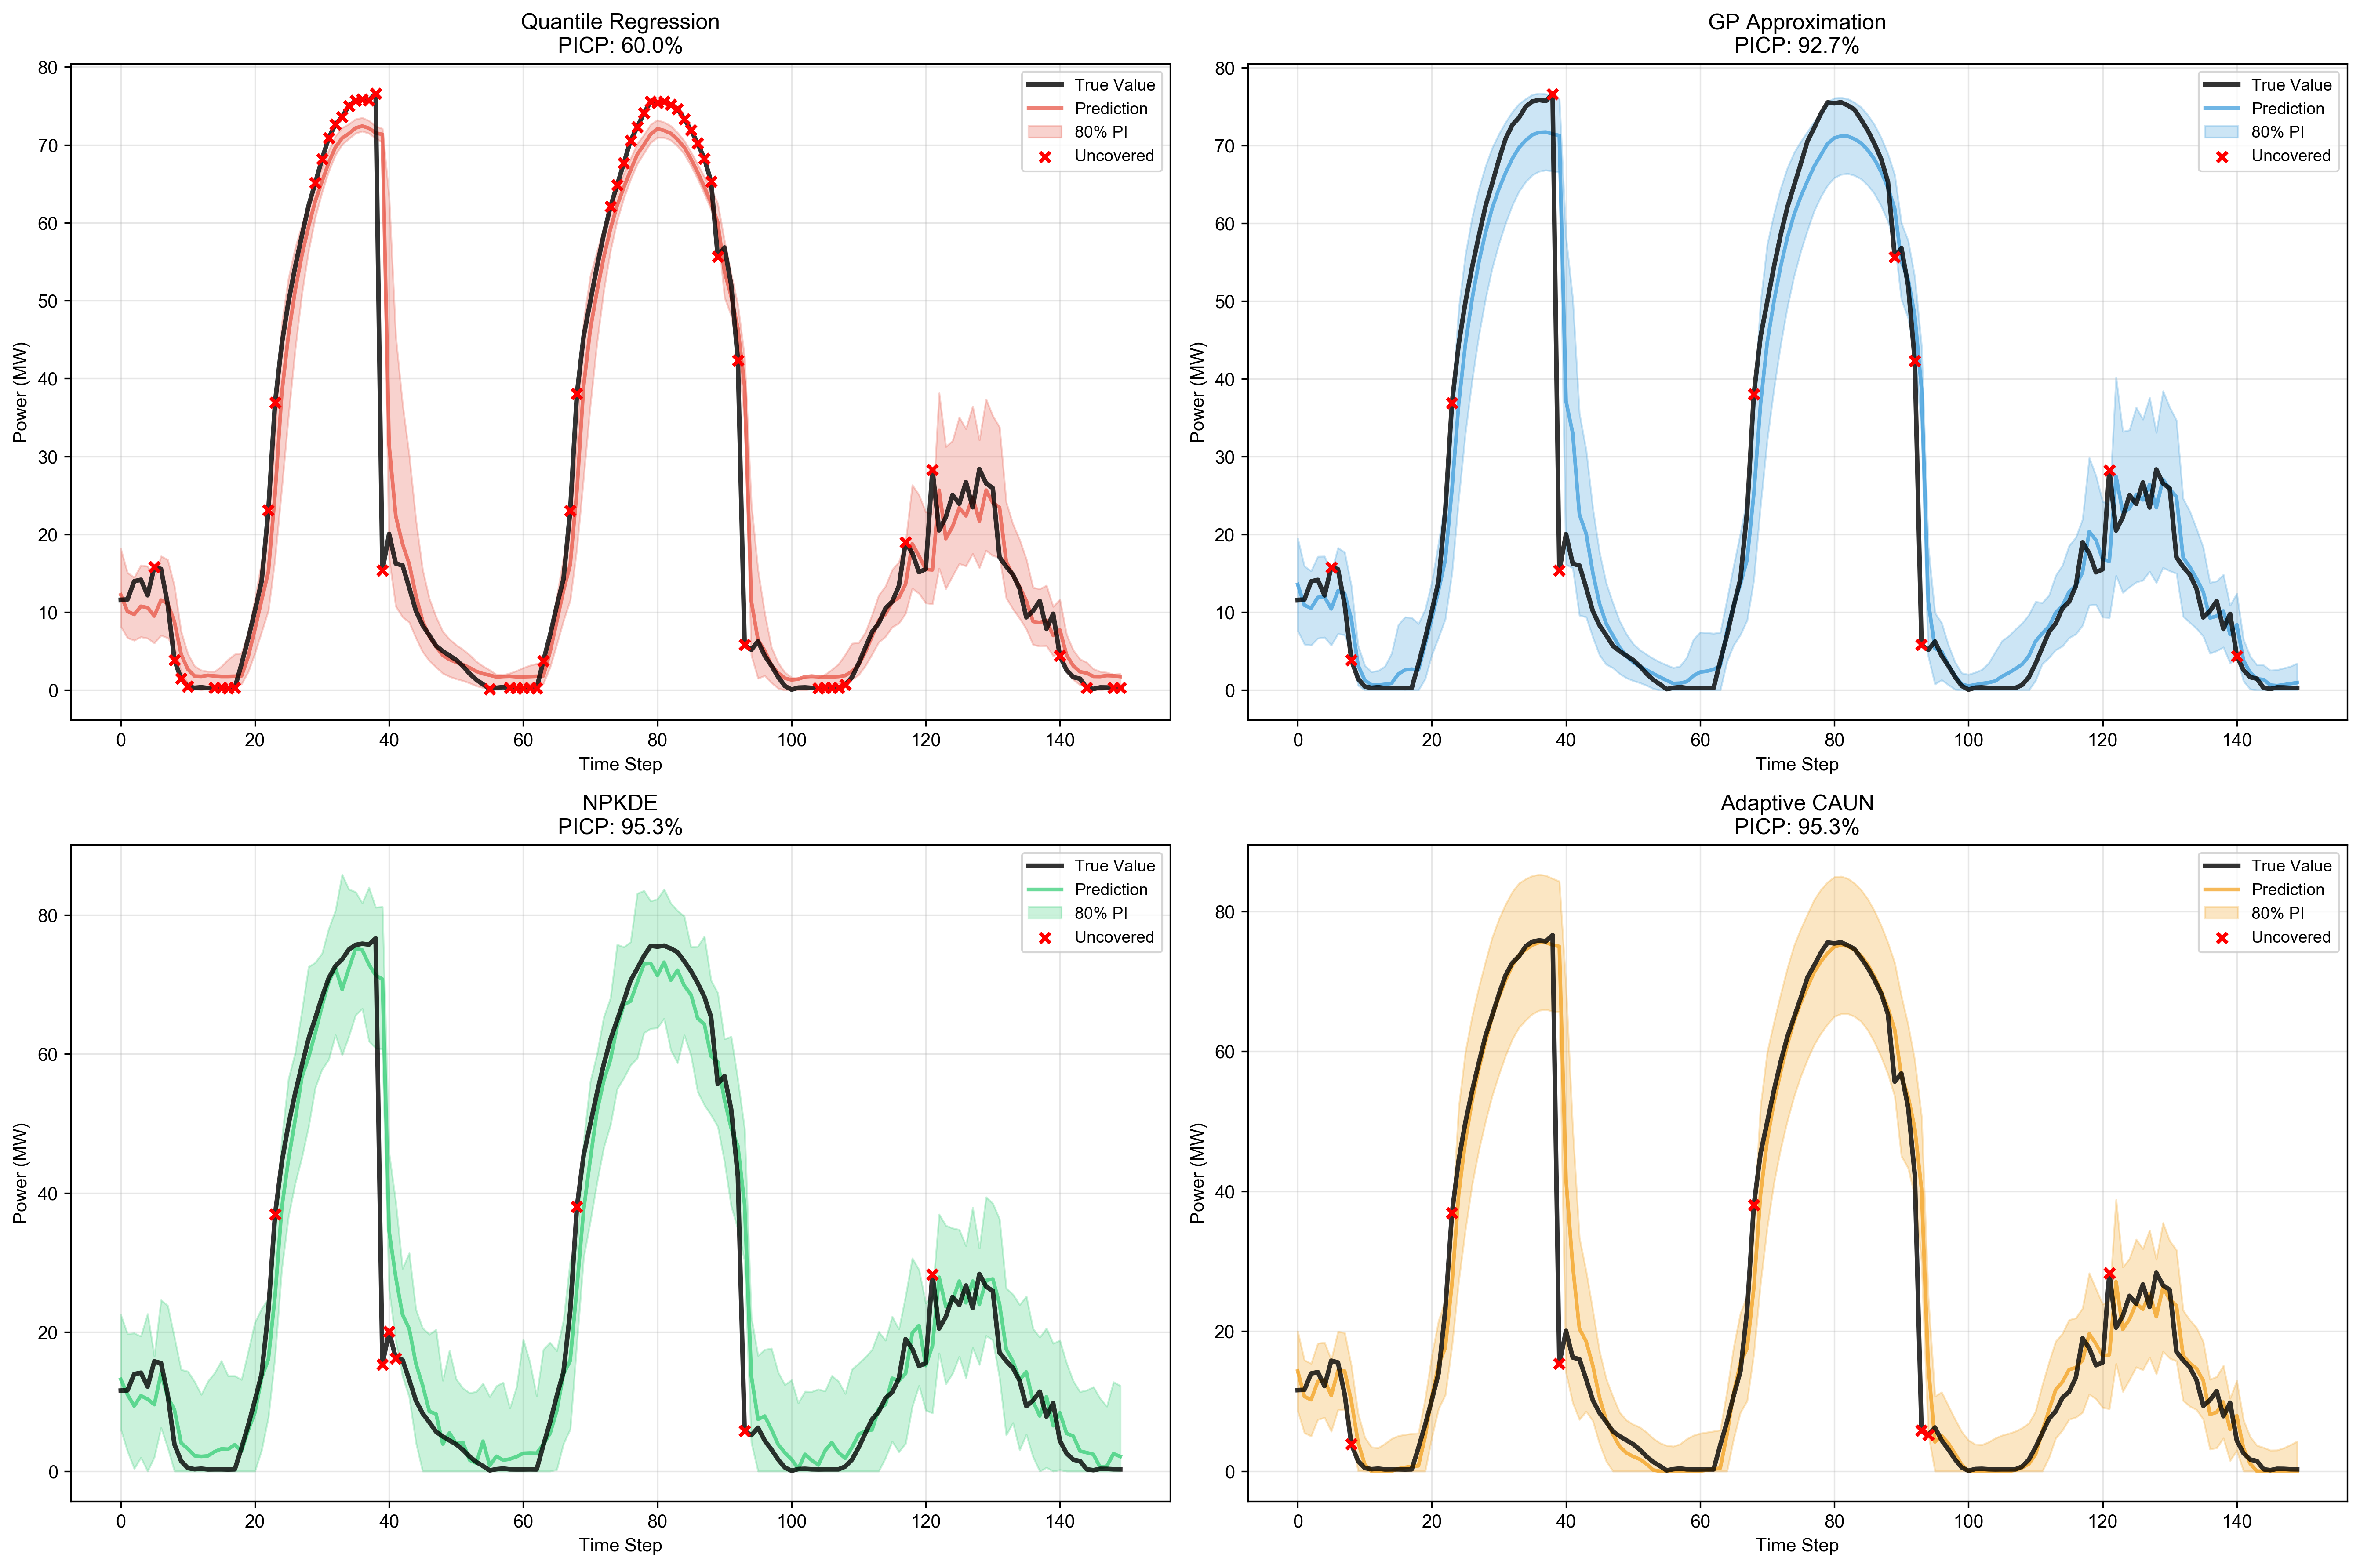 Quantile Regression
PICP: 60.0%
80
70
60
50
40
30
20
10
0
Power (MW)
0 20 40 60 80 100 120 140
Time Step
True Value
Prediction
80% PI
Uncovered
GP Approximation
PICP: 92.7%
80
70
60
50
40
30
20
10
0
Power (MW)
0 20 40 60 80 100 120 140
Time Step
True Value
Prediction
80% PI
Uncovered
NPKDE
PICP: 95.3%
80
60
40
20
0
Power (MW)
0 20 40 60 80 100 120 140
Time Step
True Value
Prediction
80% PI
Uncovered
Adaptive CAUN
PICP: 95.3%
80
60
40
20
0
Power (MW)
0 20 40 60 80 100 120 140
Time Step
True Value
Prediction
80% PI
Uncovered